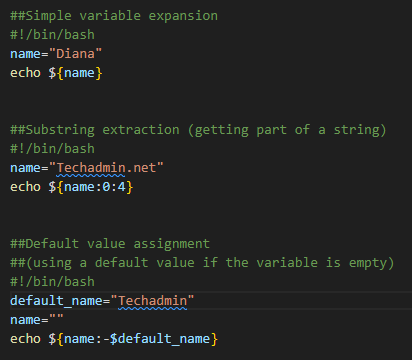 ##Simple variable expansion
#!/bin/bash
name="Diana"
echo ${name}
##Substring extraction (getting part of a string)
#!/bin/bash
name="Techadmin.net"
echo ${name:0:4}
##Default value assignment
##(using a default value if the variable is empty)
#!/bin/bash
default_name="Techadmin"
name=""
echo ${name:-$default_name}